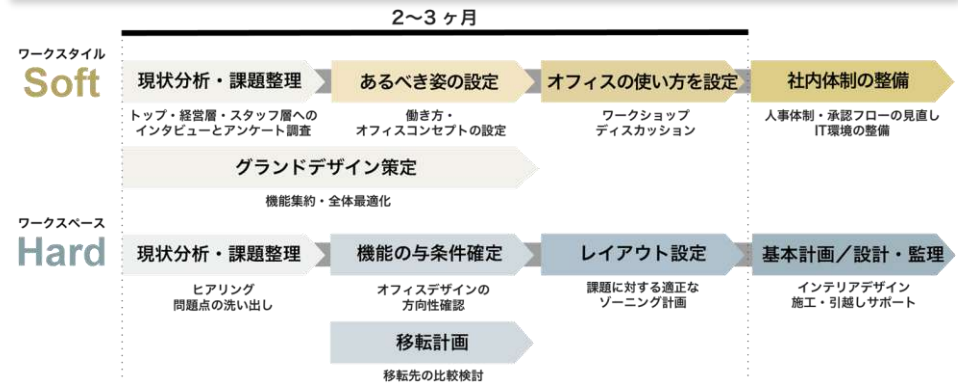 2〜3ヶ月
ワークスタイル
Soft
現状分析・課題整理
あるべき姿の設定
オフィスの使い方を設定
社内体制の整備
トップ・経営層・スタッフ層への
インタビューとアンケート調査
働き方・
オフィスコンセプトの設定
ワークショップ
ディスカッション
人事体制・承認フローの見直し
IT環境の整備
グランドデザイン策定
機能集約・全体最適化
ワークスペース
Hard
現状分析・課題整理
機能の与条件確定
レイアウト設定
基本計画／設計・監理
ヒアリング
問題点の洗い出し
オフィスデザインの
方向性確認
課題に対する適正な
ゾーニング計画
インテリアデザイン
施工・引越しサポート
移転計画
移転先の比較検討